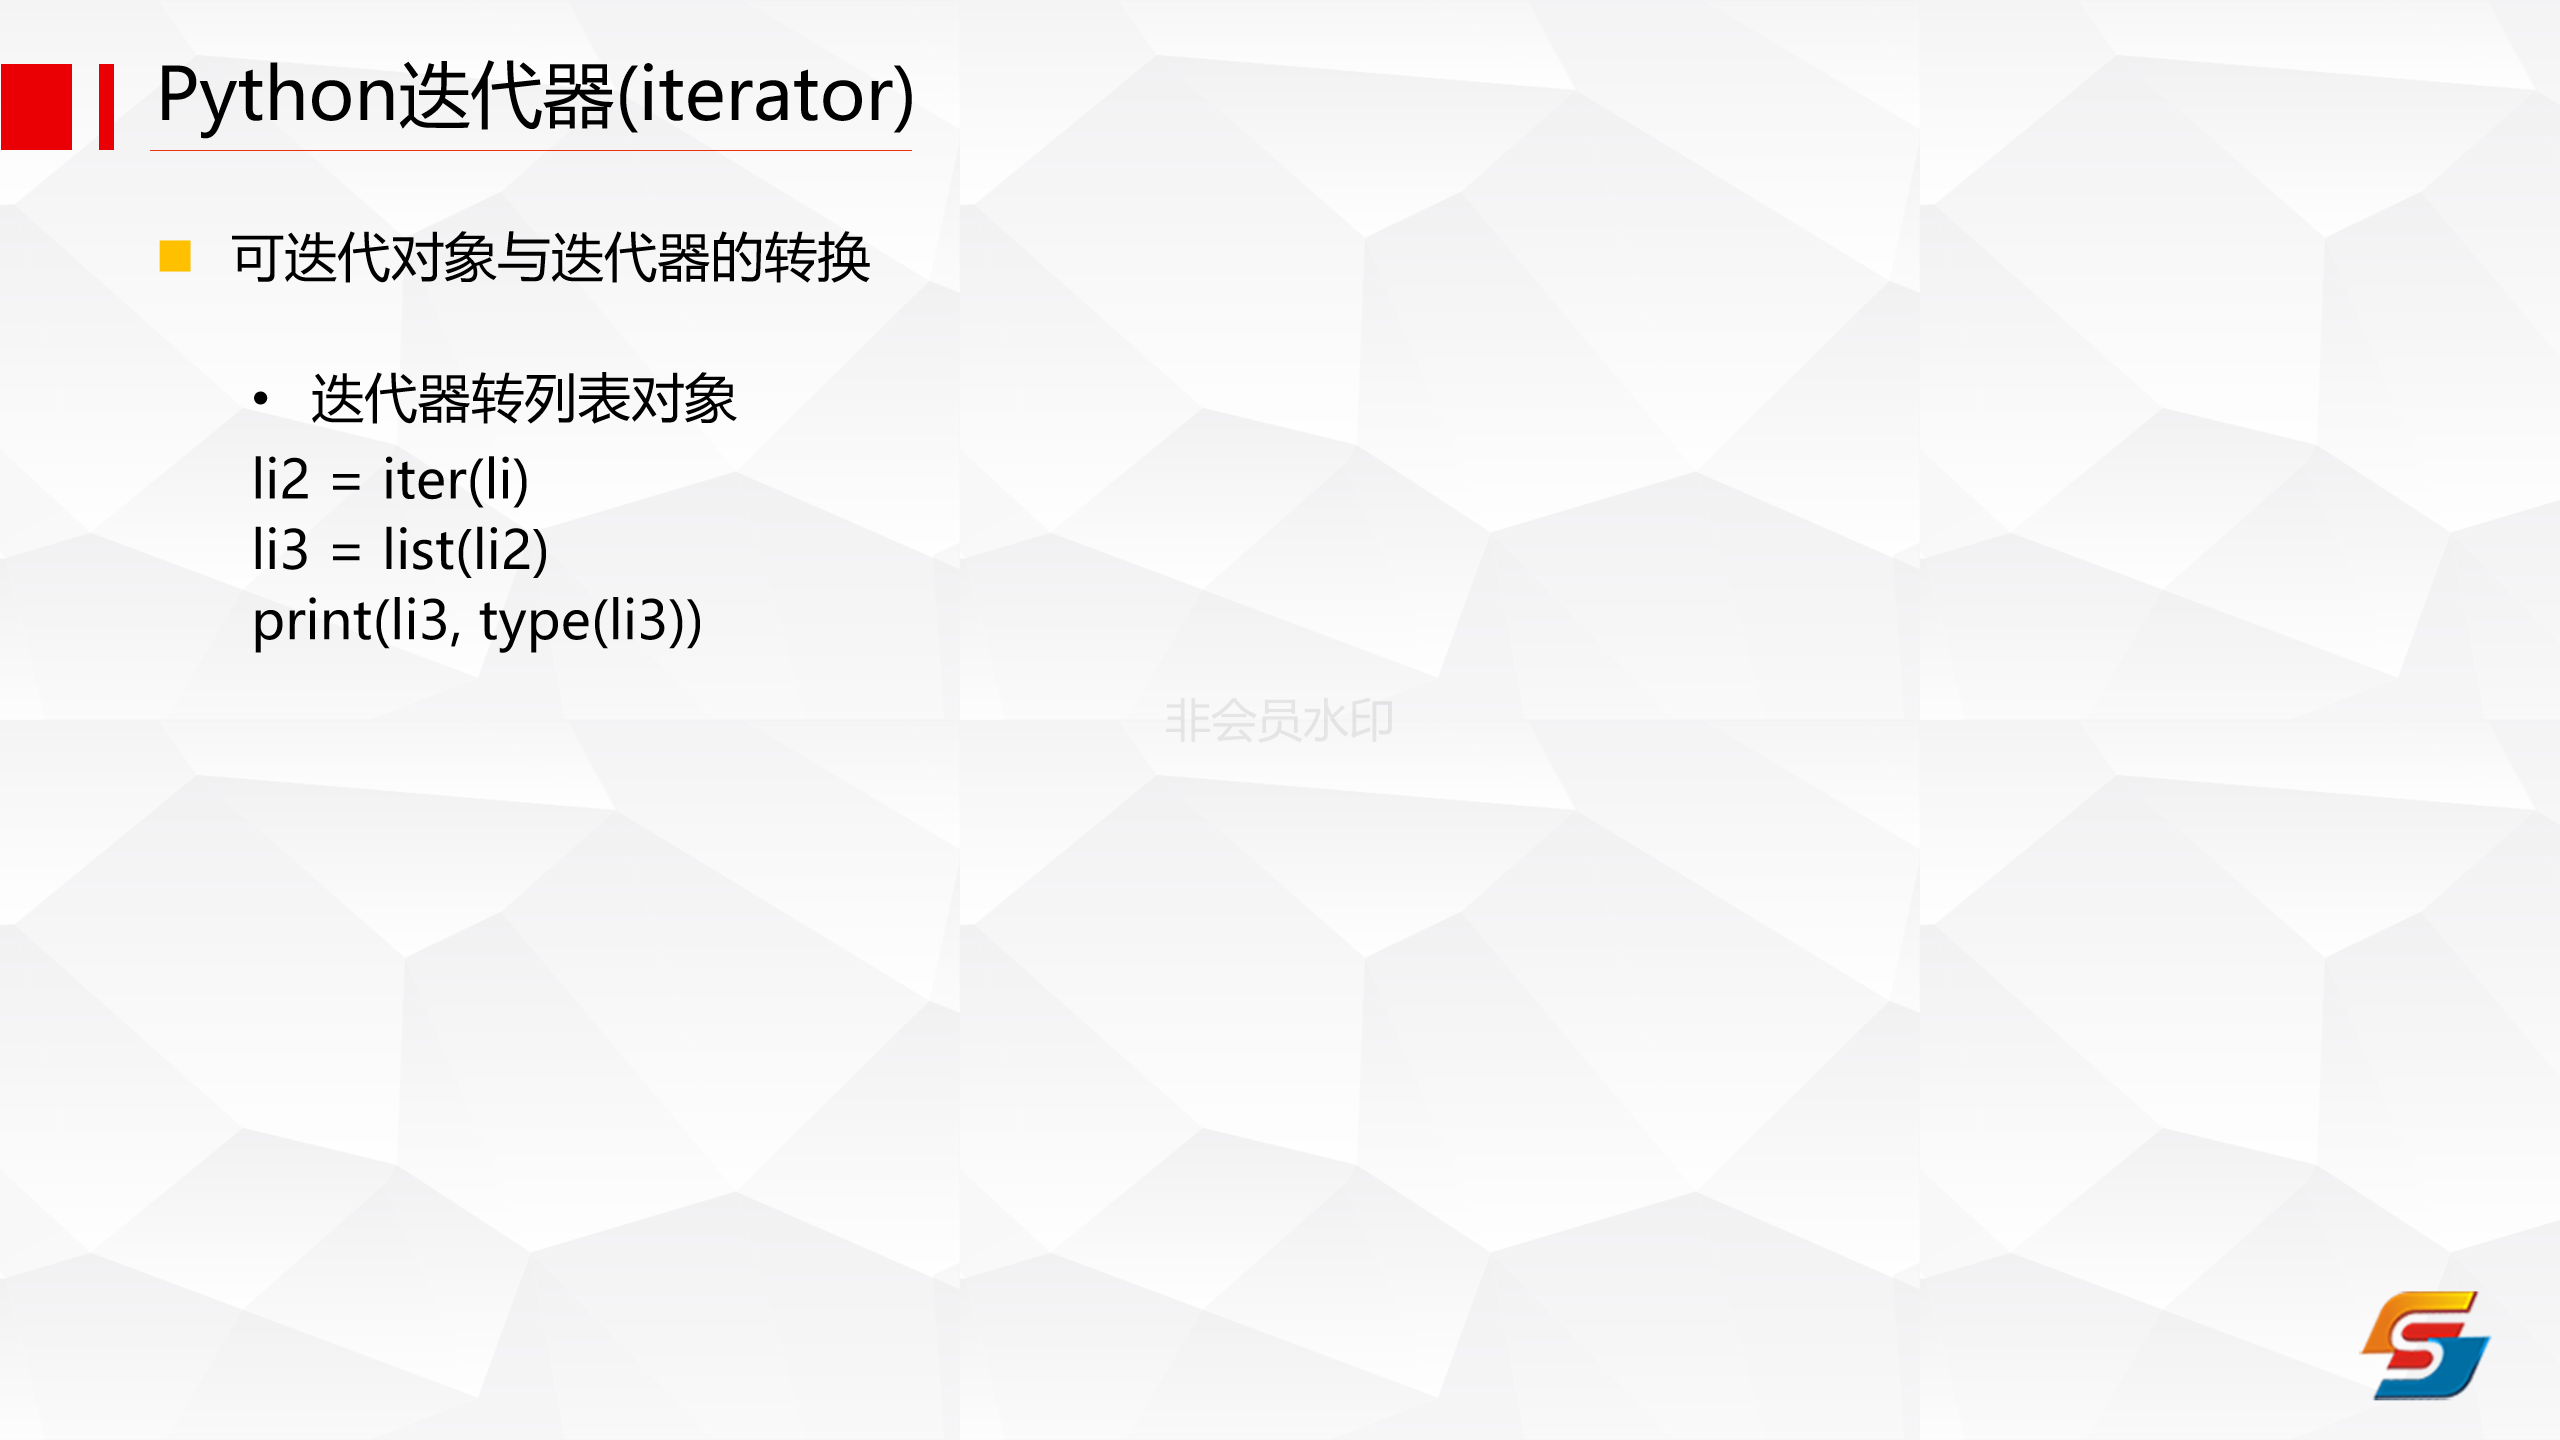 Python迭代器(iterator)
可迭代对象与迭代器的转换
• 迭代器转列表对象
li2 = iter(li)
li3 = list(li2)
print(li3, type(li3))
非会员水印